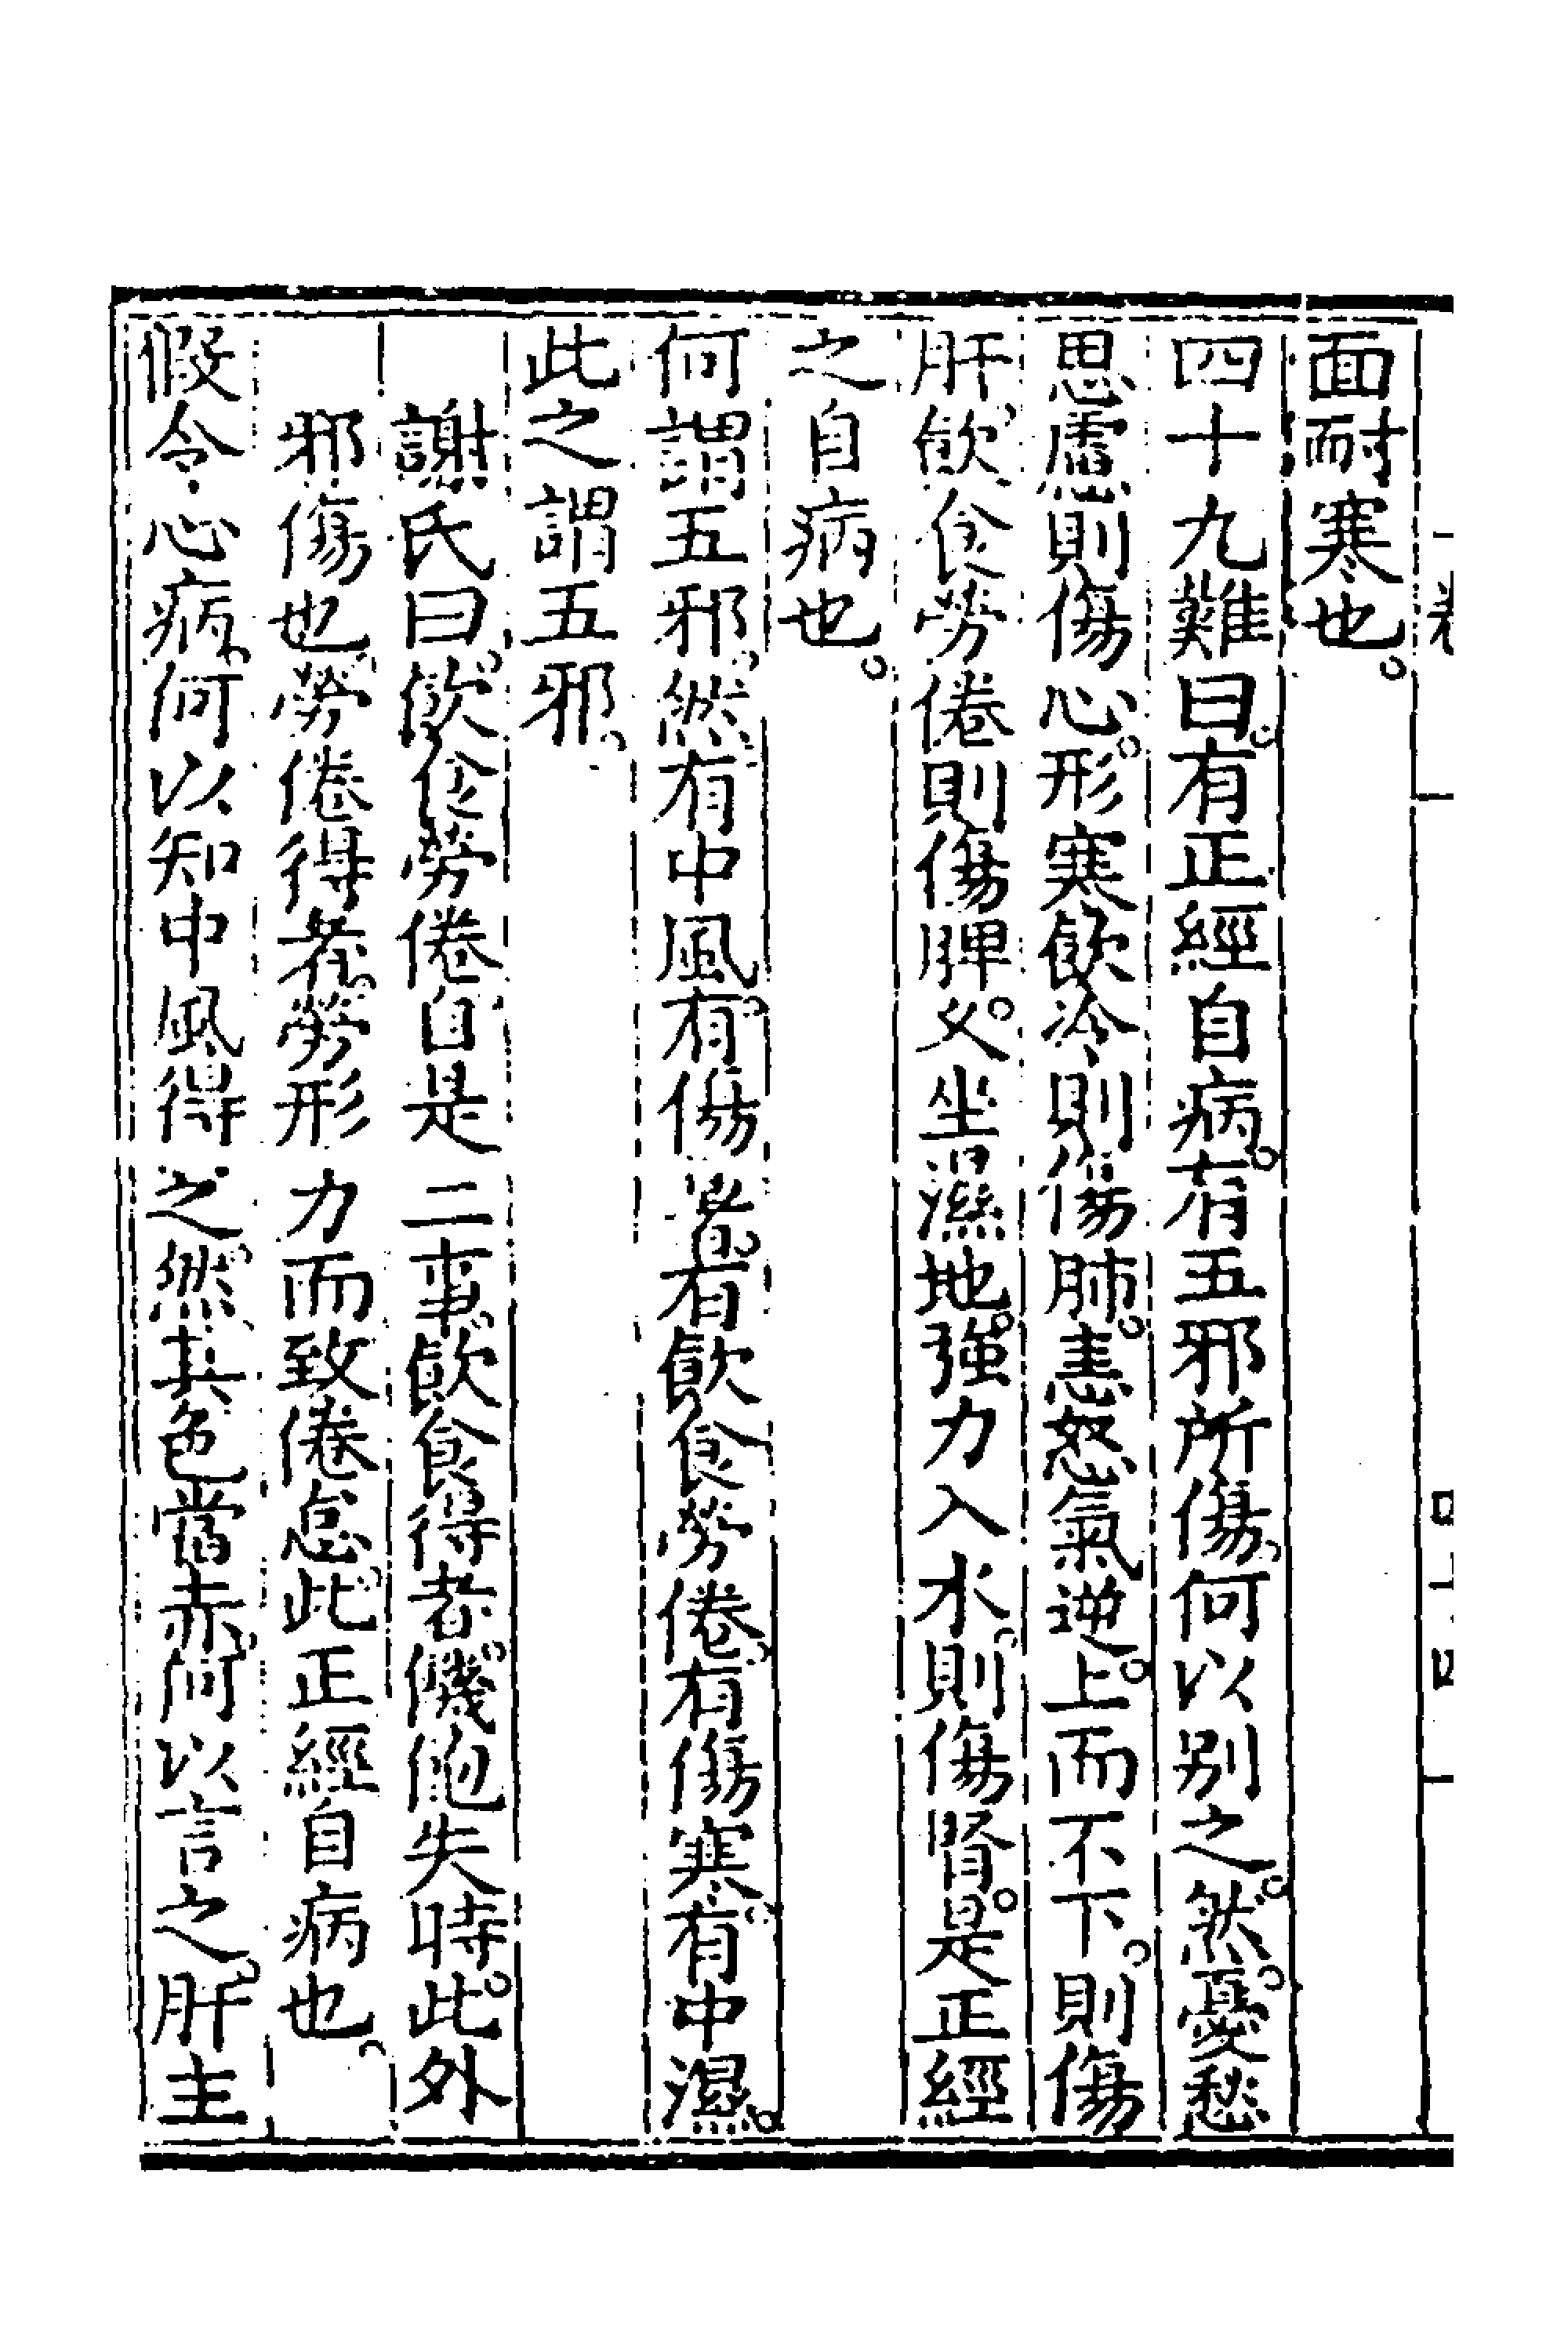 面耐寒也。
四十九難曰。有正經自病。有五邪所傷。何以别之。然。憂愁
思慮則傷心。形寒飲冷則傷肺。恚怒氣逆上。而不下。則傷
肝。飲食勞倦則傷脾。久坐濕地。强力入水。則傷腎。是正經
之自病也。
何謂五邪。然。有中風。有傷暑。有飲食勞倦。有傷寒。有中濕。
此之謂五邪。
謝氏曰。飲食勞倦。自是二事。飲食得者。饑飽失時。此外
邪傷也。勞倦得者。勞形力而致倦怠。此正經自病也。
假令心病。何以知中風得之。然。其色當赤。何以言之。肝主
四十四